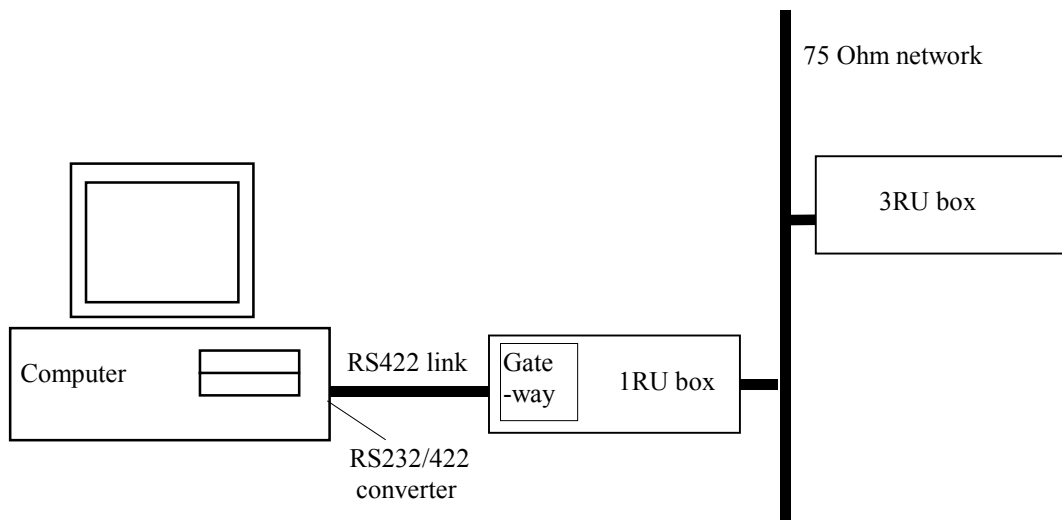 75 Ohm network
3RU box
Computer
RS422 link
Gate
-way
1RU box
RS232/422
converter